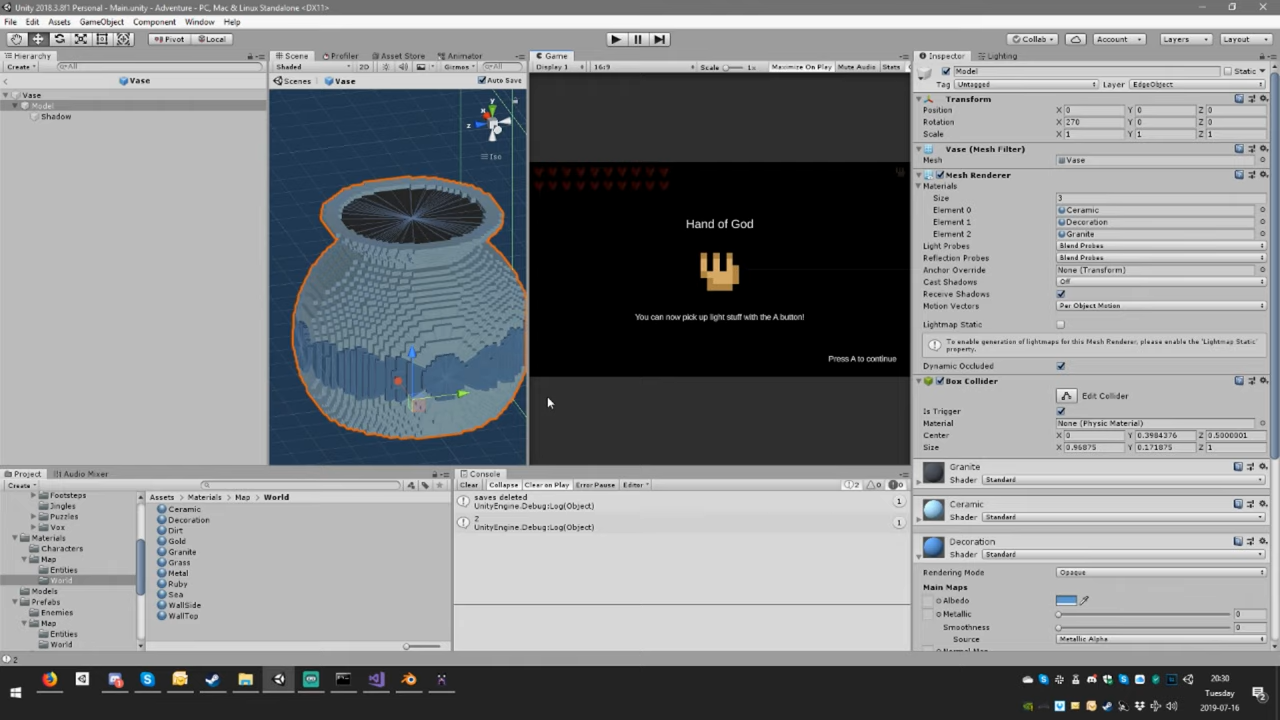 Unity 2018.3.8f1 Personal - Main.unity - Adventure - PC, Mac & Linux Standalone <DX11>
File Edit Assets GameObject Component Window Help
Pivot Local Collab Account Layers Layout
Hierarchy
Create All
Vase
Vase
Model
Shadow
Scene Profiler Asset Store Animator
Shaded 2D Gizmos All
Scenes Vase Auto Save
y
x
z
Iso
Game
Display 1 16:9 Scale 1x Maximize On Play Mute Audio Stats
Hand of God
You can now pick up light stuff with the A button!
Press A to continue
Inspector Lighting
Model Static
Tag Untagged Layer EdgeObject
Transform
Position X 0 Y 0 Z 0
Rotation X 270 Y 0 Z 0
Scale X 1 Y 1 Z 1
Vase (Mesh Filter)
Mesh Vase
Mesh Renderer
Materials
Size 3
Element 0 Ceramic
Element 1 Decoration
Element 2 Granite
Light Probes Blend Probes
Reflection Probes Blend Probes
Anchor Override None (Transform)
Cast Shadows Off
Receive Shadows
Motion Vectors Per Object Motion
Lightmap Static
To enable generation of lightmaps for this Mesh Renderer, please enable the 'Lightmap Static'
property.
Dynamic Occluded
Box Collider
Edit Collider
Is Trigger
Material None (Physic Material)
Center X 0 Y 0.3984376 Z 0.5000001
Size X 0.96875 Y 0.171875 Z 1
Granite
Shader Standard
Ceramic
Shader Standard
Decoration
Shader Standard
Rendering Mode Opaque
Main Maps
Albedo
Metallic 0
Smoothness 0
Source Metallic Alpha
Normal Map
Project Audio Mixer
Create
Footsteps
Jingles
Puzzles
Vox
Materials
Characters
Map
Entities
World
Models
Prefabs
Enemies
Map
Entities
World
Assets Materials Map World
Ceramic
Decoration
Dirt
Gold
Granite
Grass
Metal
Ruby
Sea
WallSide
WallTop
Console
Clear Collapse Clear on Play Error Pause Editor 2 0 0
saves deleted
UnityEngine.Debug:Log(Object) 1
2
UnityEngine.Debug:Log(Object) 1
2
20:30
Tuesday
2019-07-16